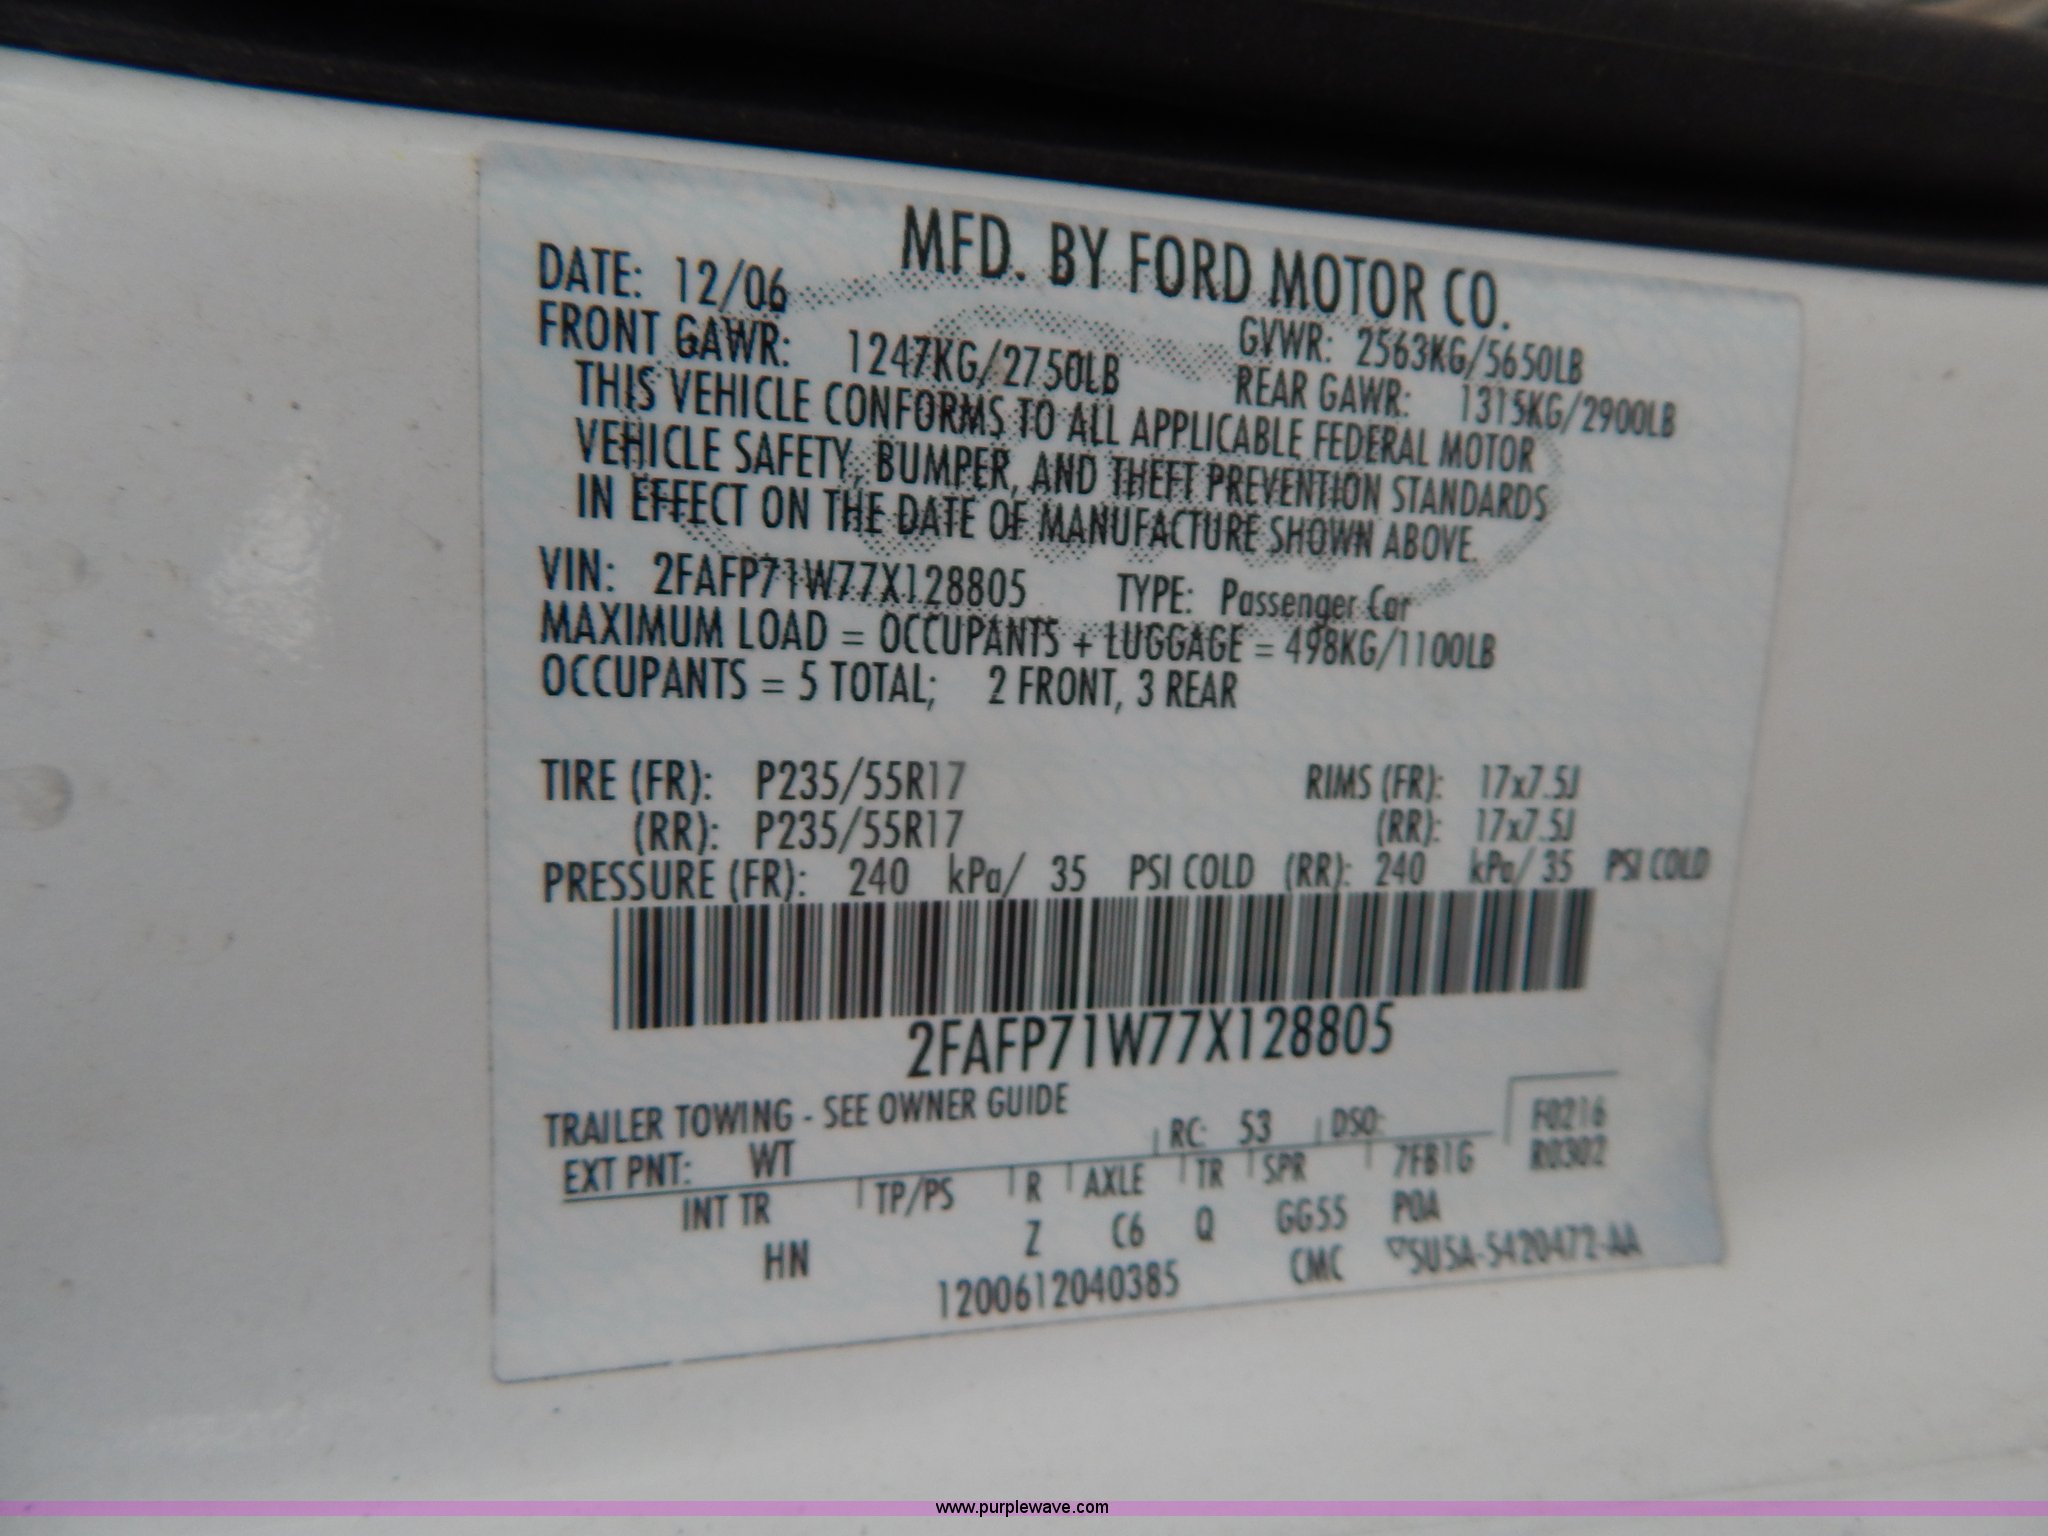 MFD. BY FORD MOTOR CO.
DATE: 12/06 GVWR: 2563KG/5650LB
FRONT GAWR: 1247KG/2750LB REAR GAWR: 1315KG/2900LB
THIS VEHICLE CONFORMS TO ALL APPLICABLE FEDERAL MOTOR
VEHICLE SAFETY, BUMPER, AND THEFT PREVENTION STANDARDS
IN EFFECT ON THE DATE OF MANUFACTURE SHOWN ABOVE.
VIN: 2FAFP71W77X128805 TYPE: Passenger Car
MAXIMUM LOAD = OCCUPANTS + LUGGAGE = 498KG/1100LB
OCCUPANTS = 5 TOTAL; 2 FRONT, 3 REAR
TIRE (FR): P235/55R17 RIMS (FR): 17x7.5J
(RR): P235/55R17 (RR): 17x7.5J
PRESSURE (FR): 240 kPa/ 35 PSI COLD (RR): 240 kPa/ 35 PSI COLD
2FAFP71W77X128805
TRAILER TOWING - SEE OWNER GUIDE
F0216
EXT PNT: WT RC: 53 DSO: R0302
INT TR TP/PS R AXLE TR SPR 7FB1G
HN Z C6 Q GG55 POA
1200612040385 CMC 5U5A-5420472-AA
www.purplewave.com